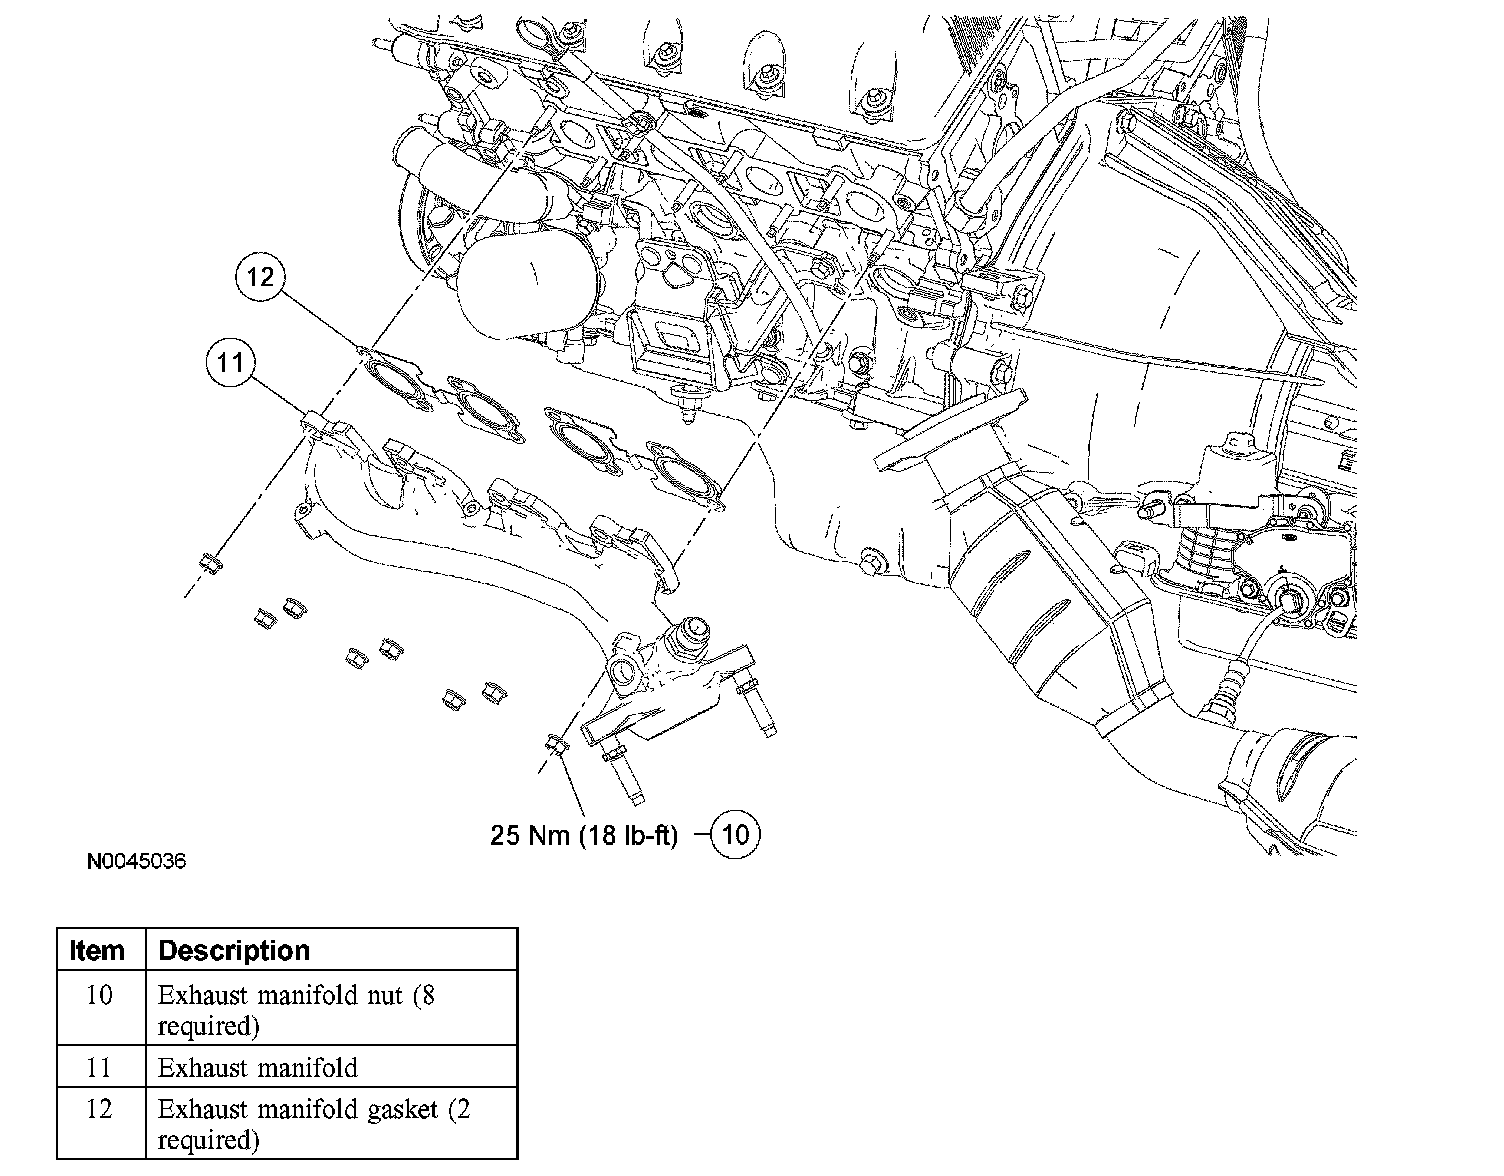 12
11
25 Nm (18 lb-ft)
10
N0045036
Item Description
10 Exhaust manifold nut (8
required)
11 Exhaust manifold
12 Exhaust manifold gasket (2
required)